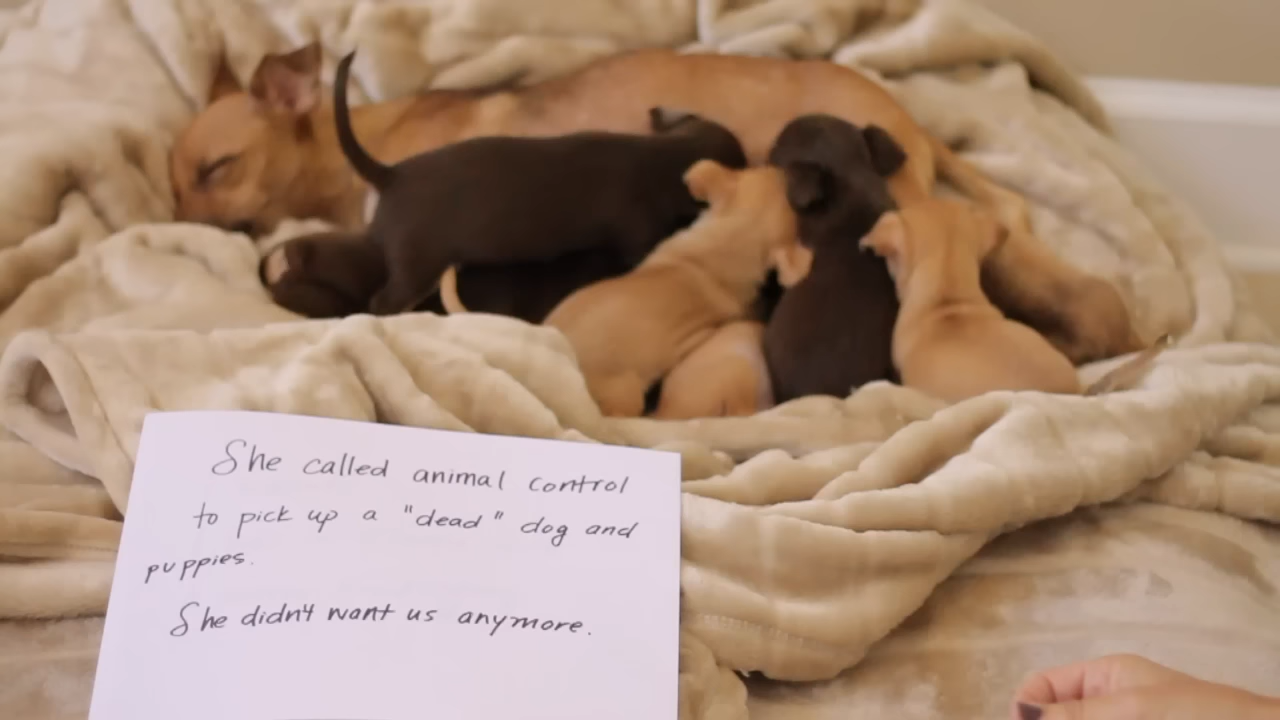 She called animal control
to pick up a "dead" dog and
puppies.
She didn't want us anymore.